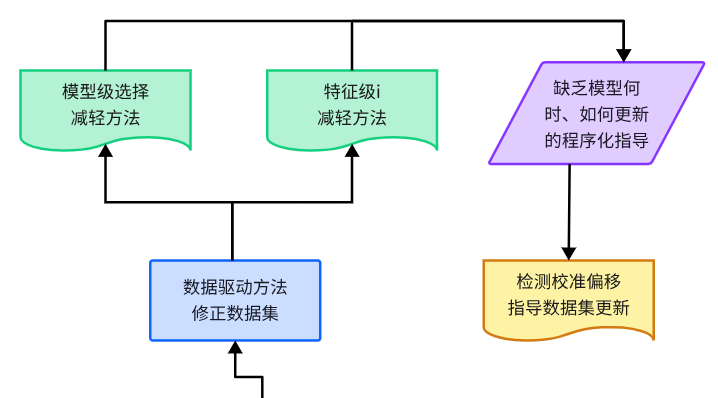 模型级选择
减轻方法
特征级i
减轻方法
缺乏模型何
时、如何更新
的程序化指导
数据驱动方法
修正数据集
检测校准偏移
指导数据集更新